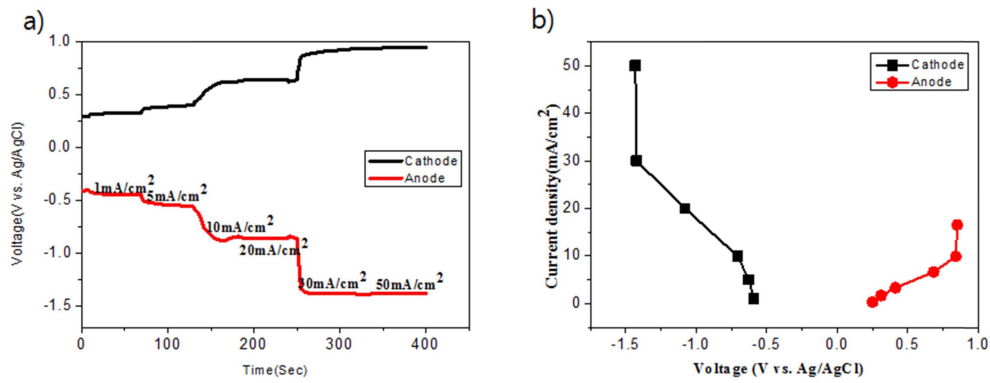 a)
1.0
0.5
0.0
-0.5
-1.0
-1.5
Voltage(V vs. Ag/AgCl)
Cathode
Anode
1mA/cm2
5mA/cm2
10mA/cm2
20mA/cm2
30mA/cm2
50mA/cm2
0
100
200
300
400
Time(Sec)
b)
50
40
30
20
10
0
Current density(mA/cm2)
Cathode
Anode
-1.5
-1.0
-0.5
0.0
0.5
1.0
Voltage (V vs. Ag/AgCl)